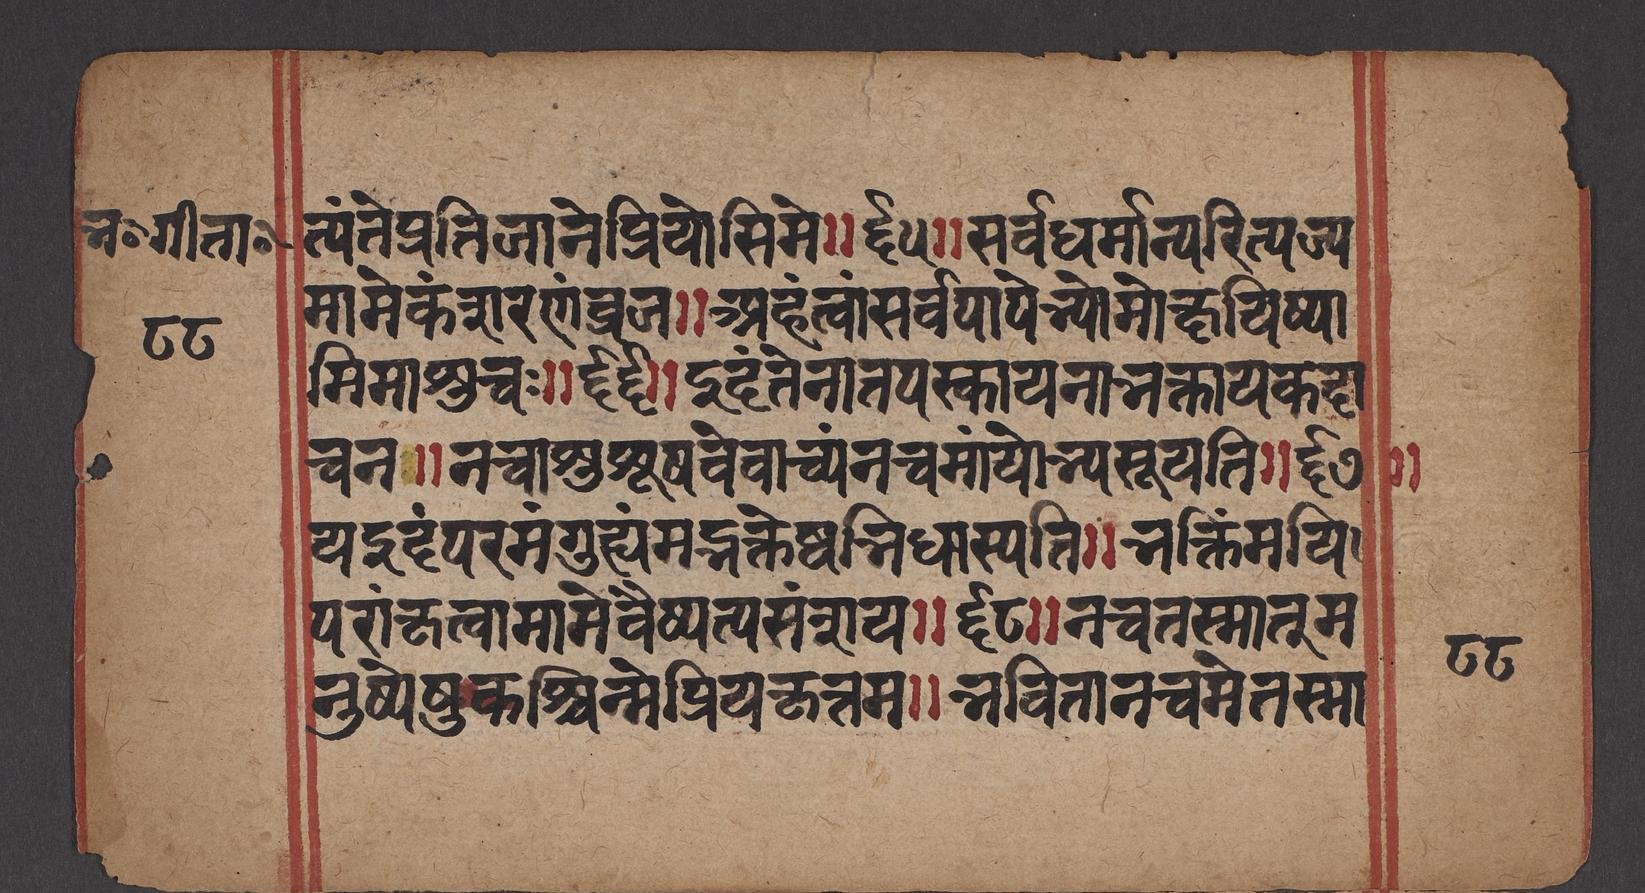 भ॰गीता॰
८८
त्यंतेप्रतिजानेप्रियोसिमे॥६५॥सर्वधर्मान्परित्यज्य
मामेकंशरणंव्रज॥अहंत्वांसर्वपापेभ्योमोक्षयिष्या
मिमाशुचः॥६६॥इदंतेनातपस्कायनाभक्तायकदा
चन॥नचाशुश्रूषवेवाच्यंनचमांयोभ्यसूयति॥६७॥
यइदंपरमंगुह्यंमद्भक्तेष्वभिधास्यति॥भक्तिंमयि
परांकृत्वामामेवैष्यत्यसंशय॥६८॥नचतस्मातूम
नुष्येषुकश्चिन्मेप्रियकृत्तम॥भवितानचमेतस्मा
८८